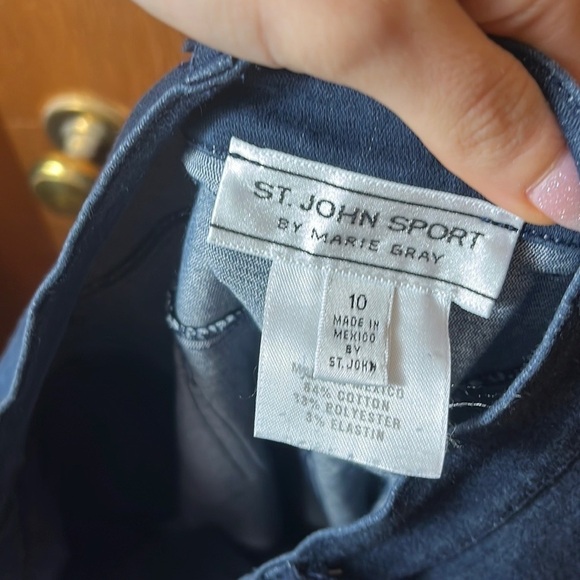 ST. JOHN SPORT
BY MARIE GRAY
10
MADE IN
MEXICO
BY
ST. JOHN
84% COTTON
13% POLYESTER
3% ELASTIN